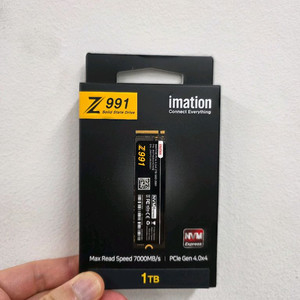 Z 991
Solid State Drive
imation
Connect Everything
Z 991
NVM
Express
Max Read Speed 7000MB/s | PCIe Gen 4.0x4
1TB